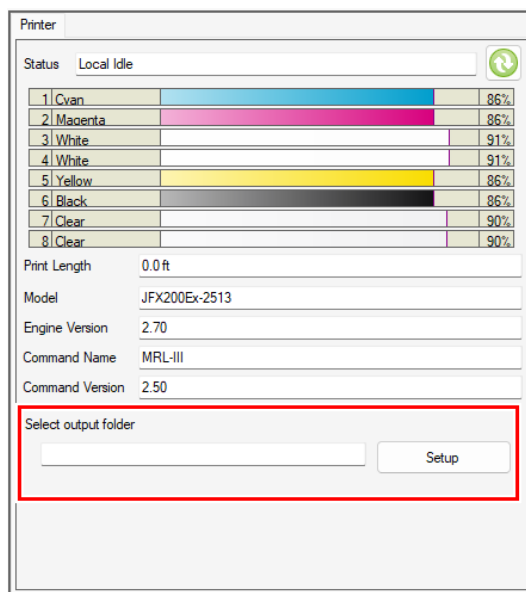 Printer
Status Local Idle
1 Cyan 86%
2 Magenta 86%
3 White 91%
4 White 91%
5 Yellow 86%
6 Black 86%
7 Clear 90%
8 Clear 90%
Print Length 0.0 ft
Model JFX200Ex-2513
Engine Version 2.70
Command Name MRL-III
Command Version 2.50
Select output folder
Setup